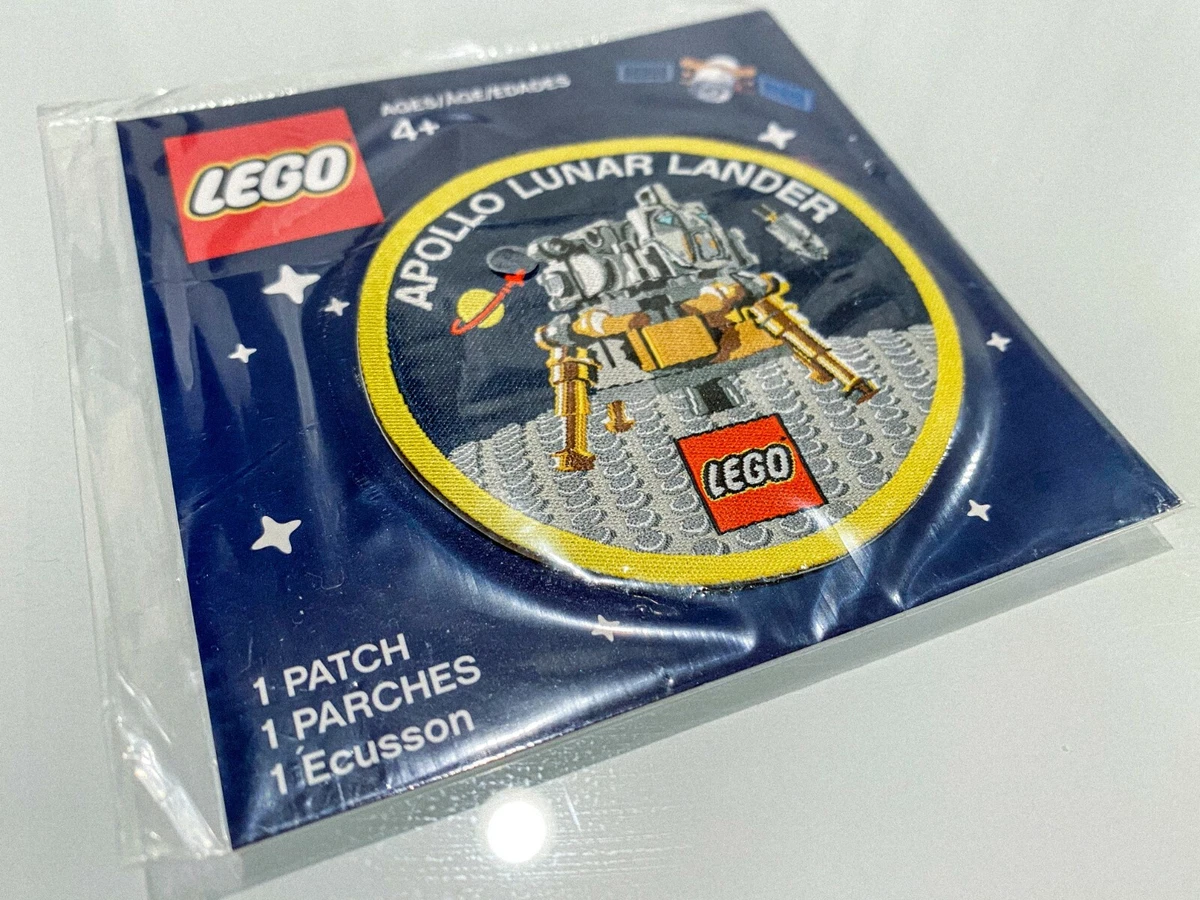 LEGO
AGES/ÂGE/EDADES
4+
APOLLO LUNAR LANDER
LEGO
1 PATCH
1 PARCHES
1 Écusson